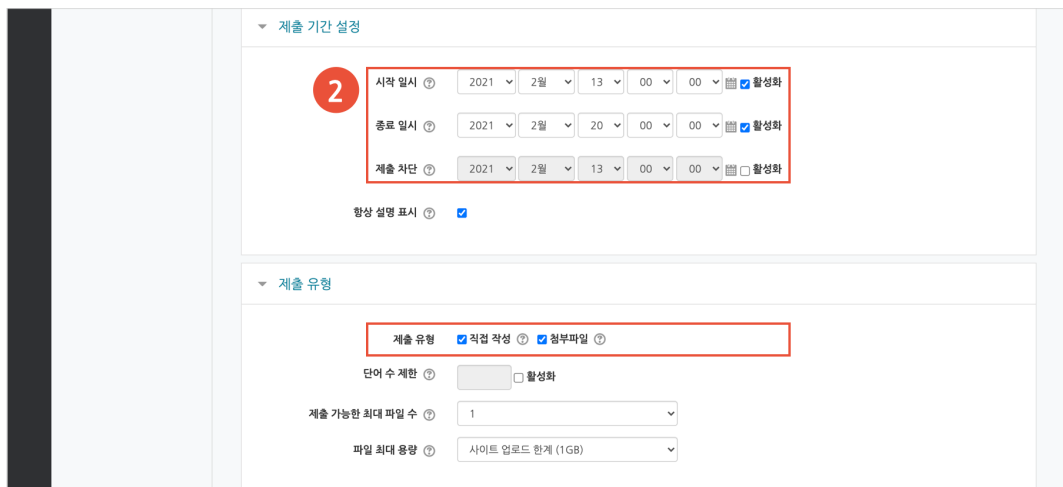 제출 기간 설정
2
시작 일시 2021 2월 13 00 00 활성화
종료 일시 2021 2월 20 00 00 활성화
제출 차단 2021 2월 13 00 00 활성화
항상 설명 표시
제출 유형
제출 유형 직접 작성 첨부파일
단어 수 제한 활성화
제출 가능한 최대 파일 수 1
파일 최대 용량 사이트 업로드 한계 (1GB)